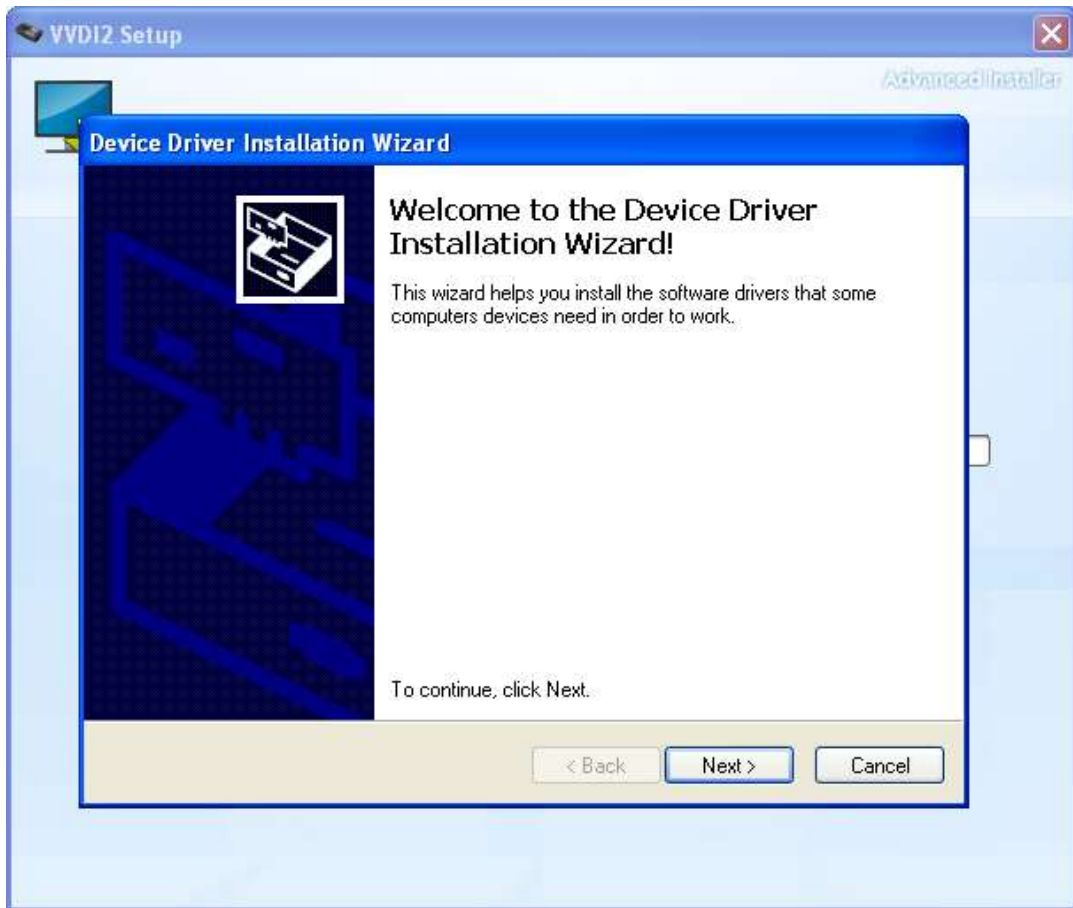 VVDI2 Setup
Advanced Installer
Device Driver Installation Wizard
Welcome to the Device Driver
Installation Wizard!
This wizard helps you install the software drivers that some
computers devices need in order to work.
To continue, click Next.
< Back
Next >
Cancel